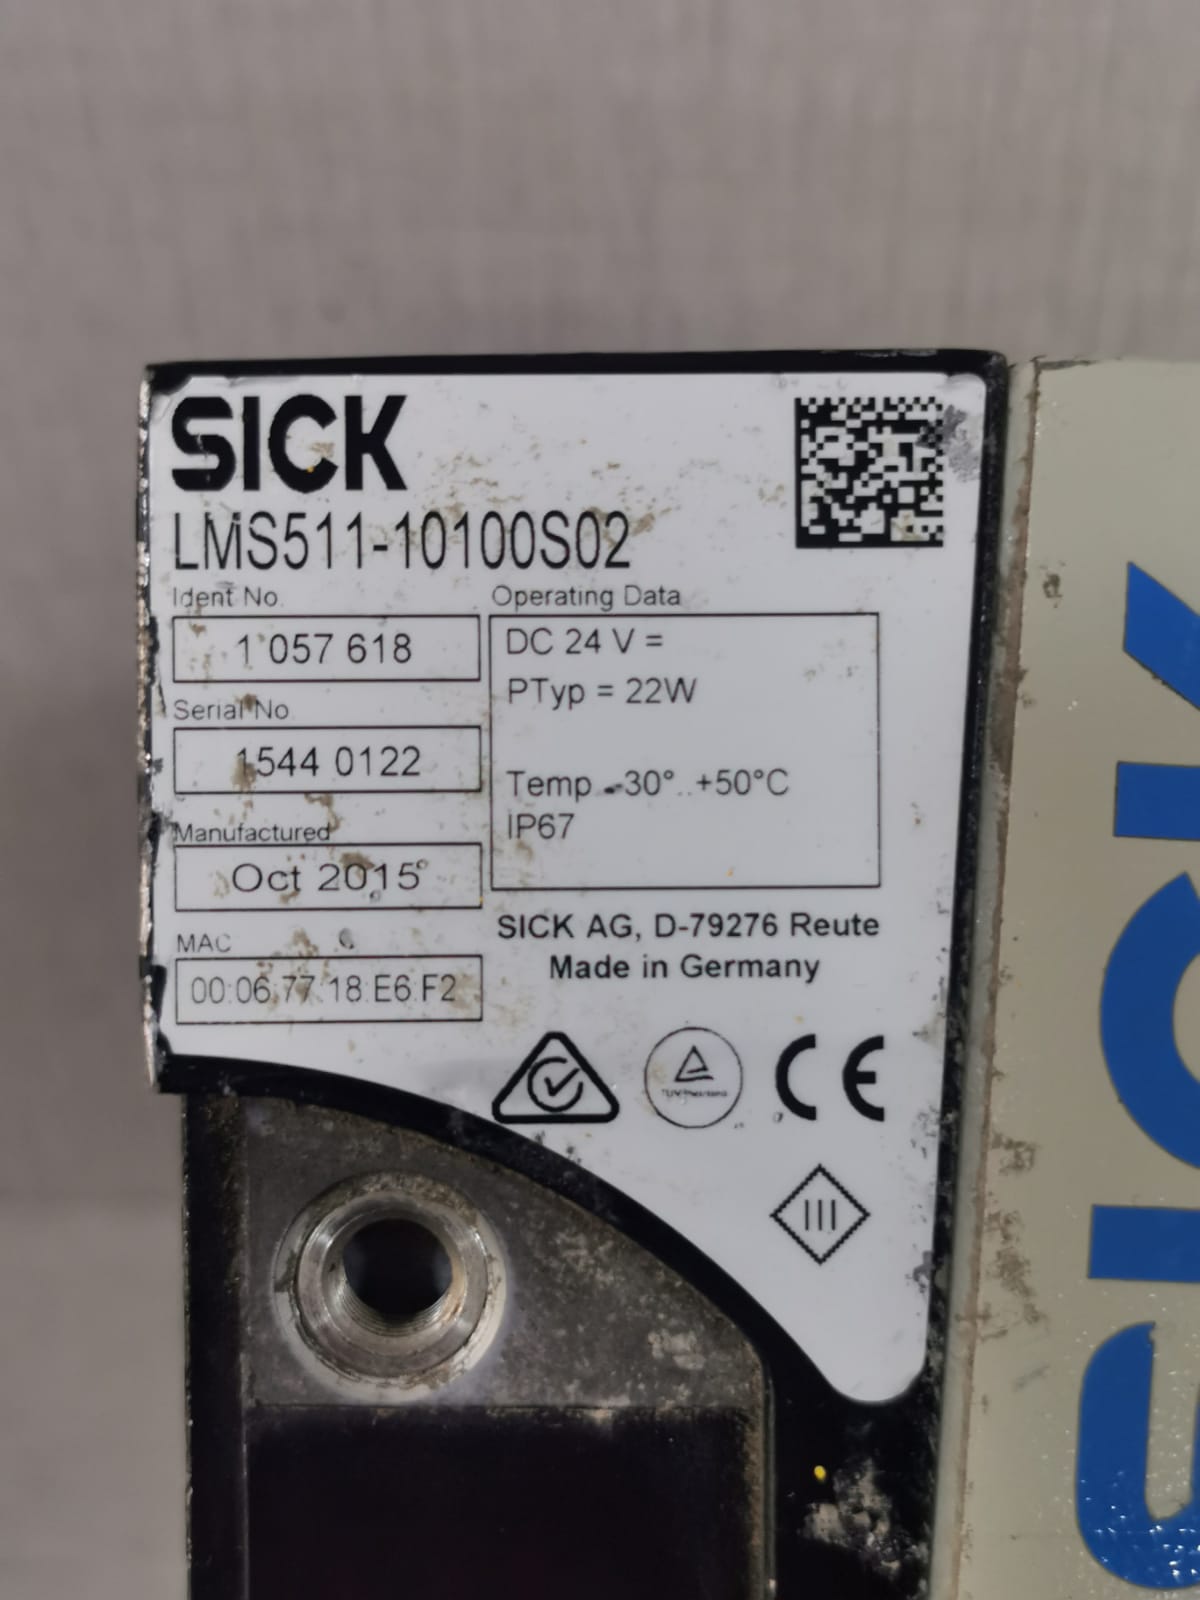 SICK
LMS511-10100S02
Ident No.
1 057 618
Serial No
1544 0122
Manufactured
Oct 2015
MAC
00:06:77:18:E6:F2
Operating Data
DC 24 V =
PTyp = 22W
Temp -30°..+50°C
IP67
SICK AG, D-79276 Reute
Made in Germany
CE
III
SICK